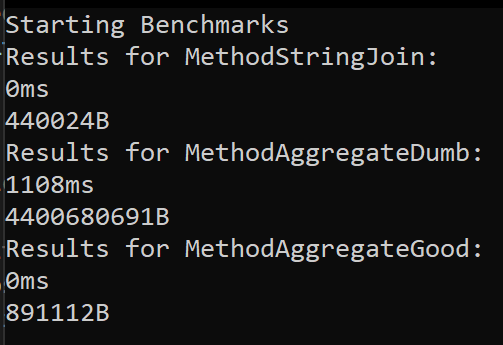 Starting Benchmarks
Results for MethodStringJoin:
0ms
440024B
Results for MethodAggregateDumb:
1108ms
4400680691B
Results for MethodAggregateGood:
0ms
891112B